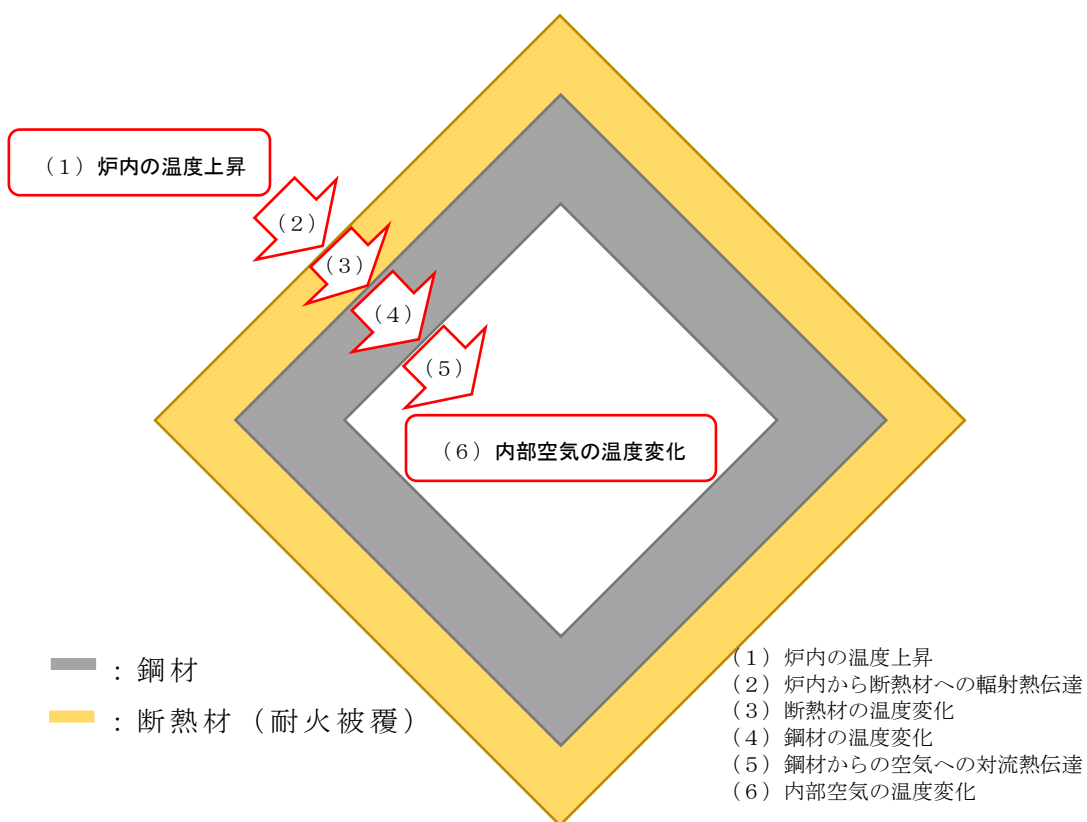 （1）炉内の温度上昇
（2）
（3）
（4）
（5）
（6）内部空気の温度変化
：鋼材
：断熱材（耐火被覆）
（1）炉内の温度上昇
（2）炉内から断熱材への輻射熱伝達
（3）断熱材の温度変化
（4）鋼材の温度変化
（5）鋼材からの空気への対流熱伝達
（6）内部空気の温度変化